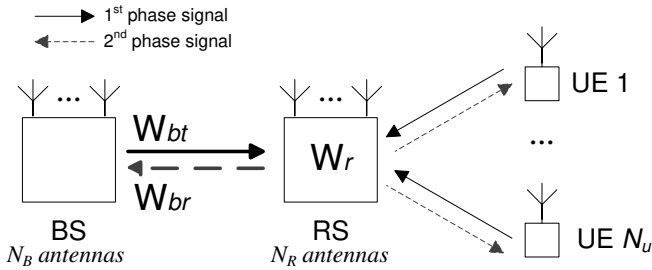 1st phase signal
2nd phase signal
... ... UE 1
Wbt
Wr ...
Wbr
BS RS UE Nu
NB antennas NR antennas